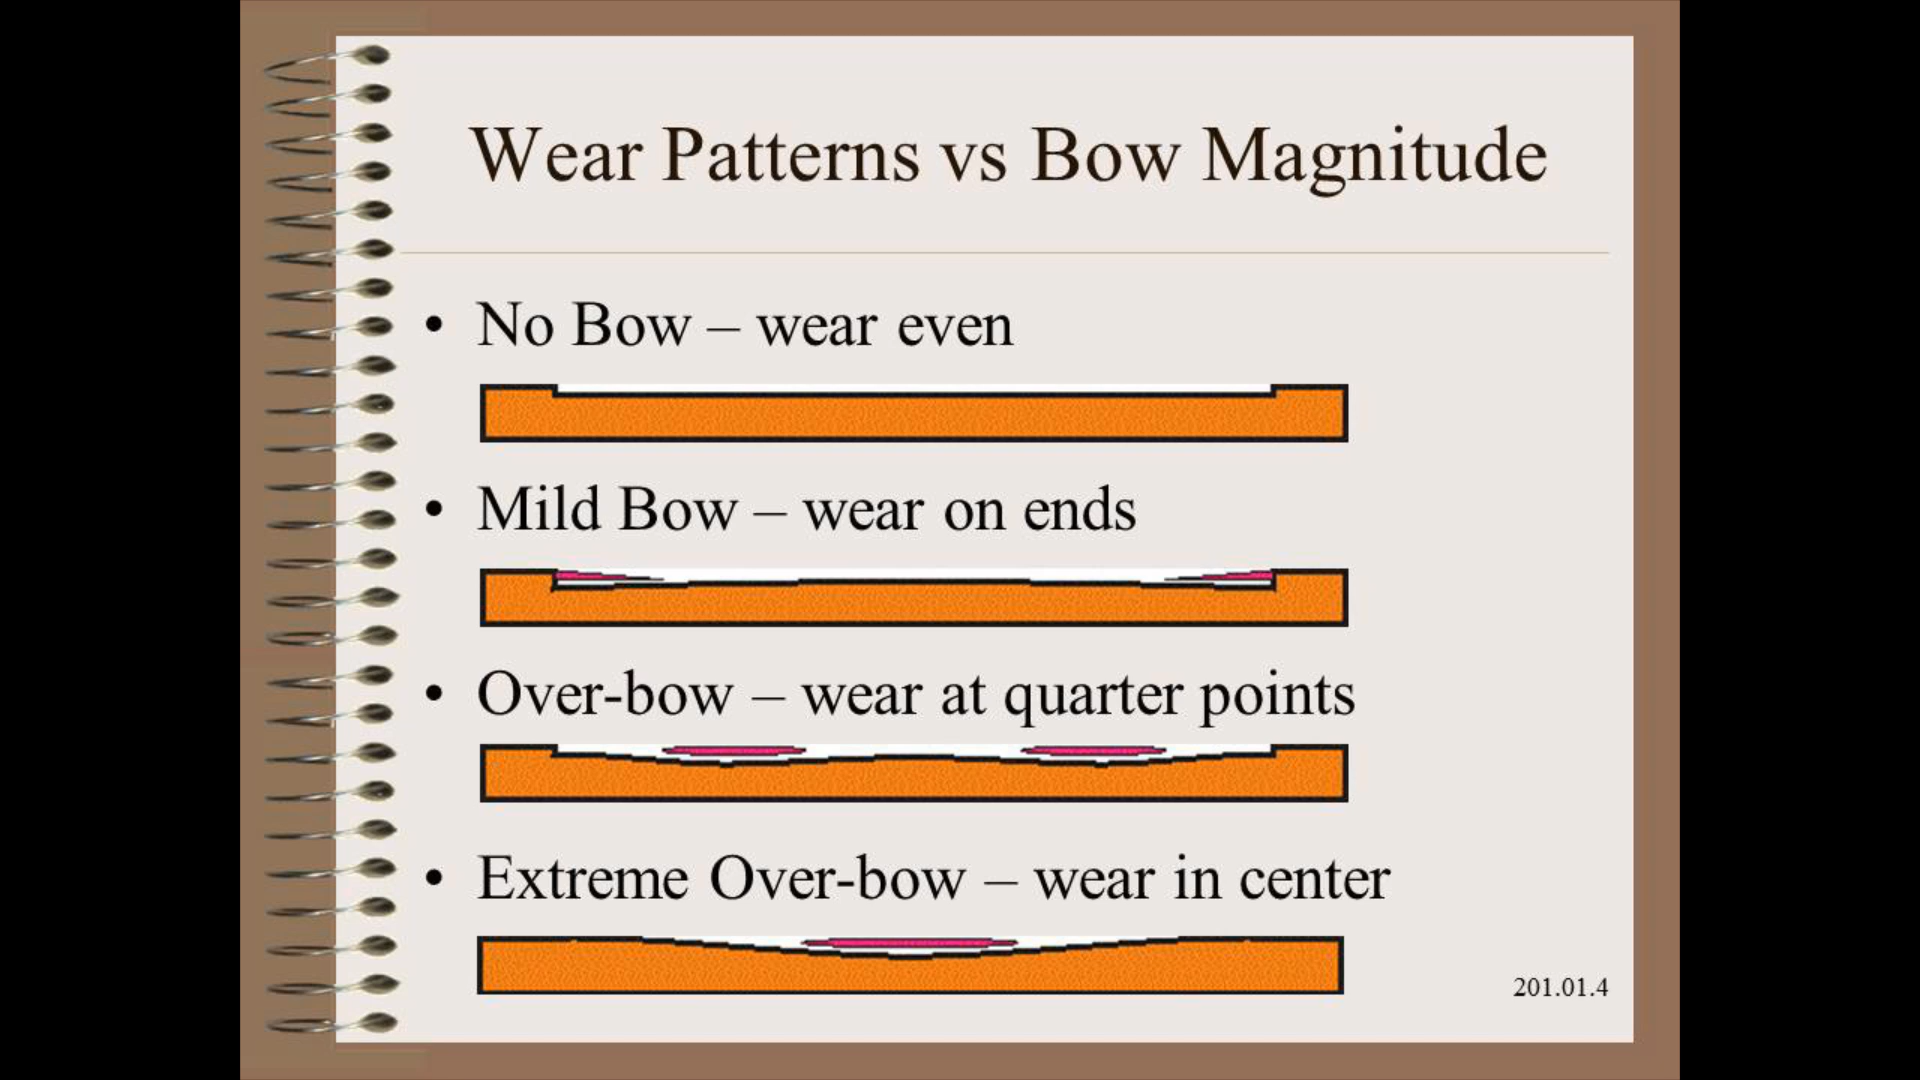 Wear Patterns vs Bow Magnitude
• No Bow – wear even
• Mild Bow – wear on ends
• Over-bow – wear at quarter points
• Extreme Over-bow – wear in center
201.01.4